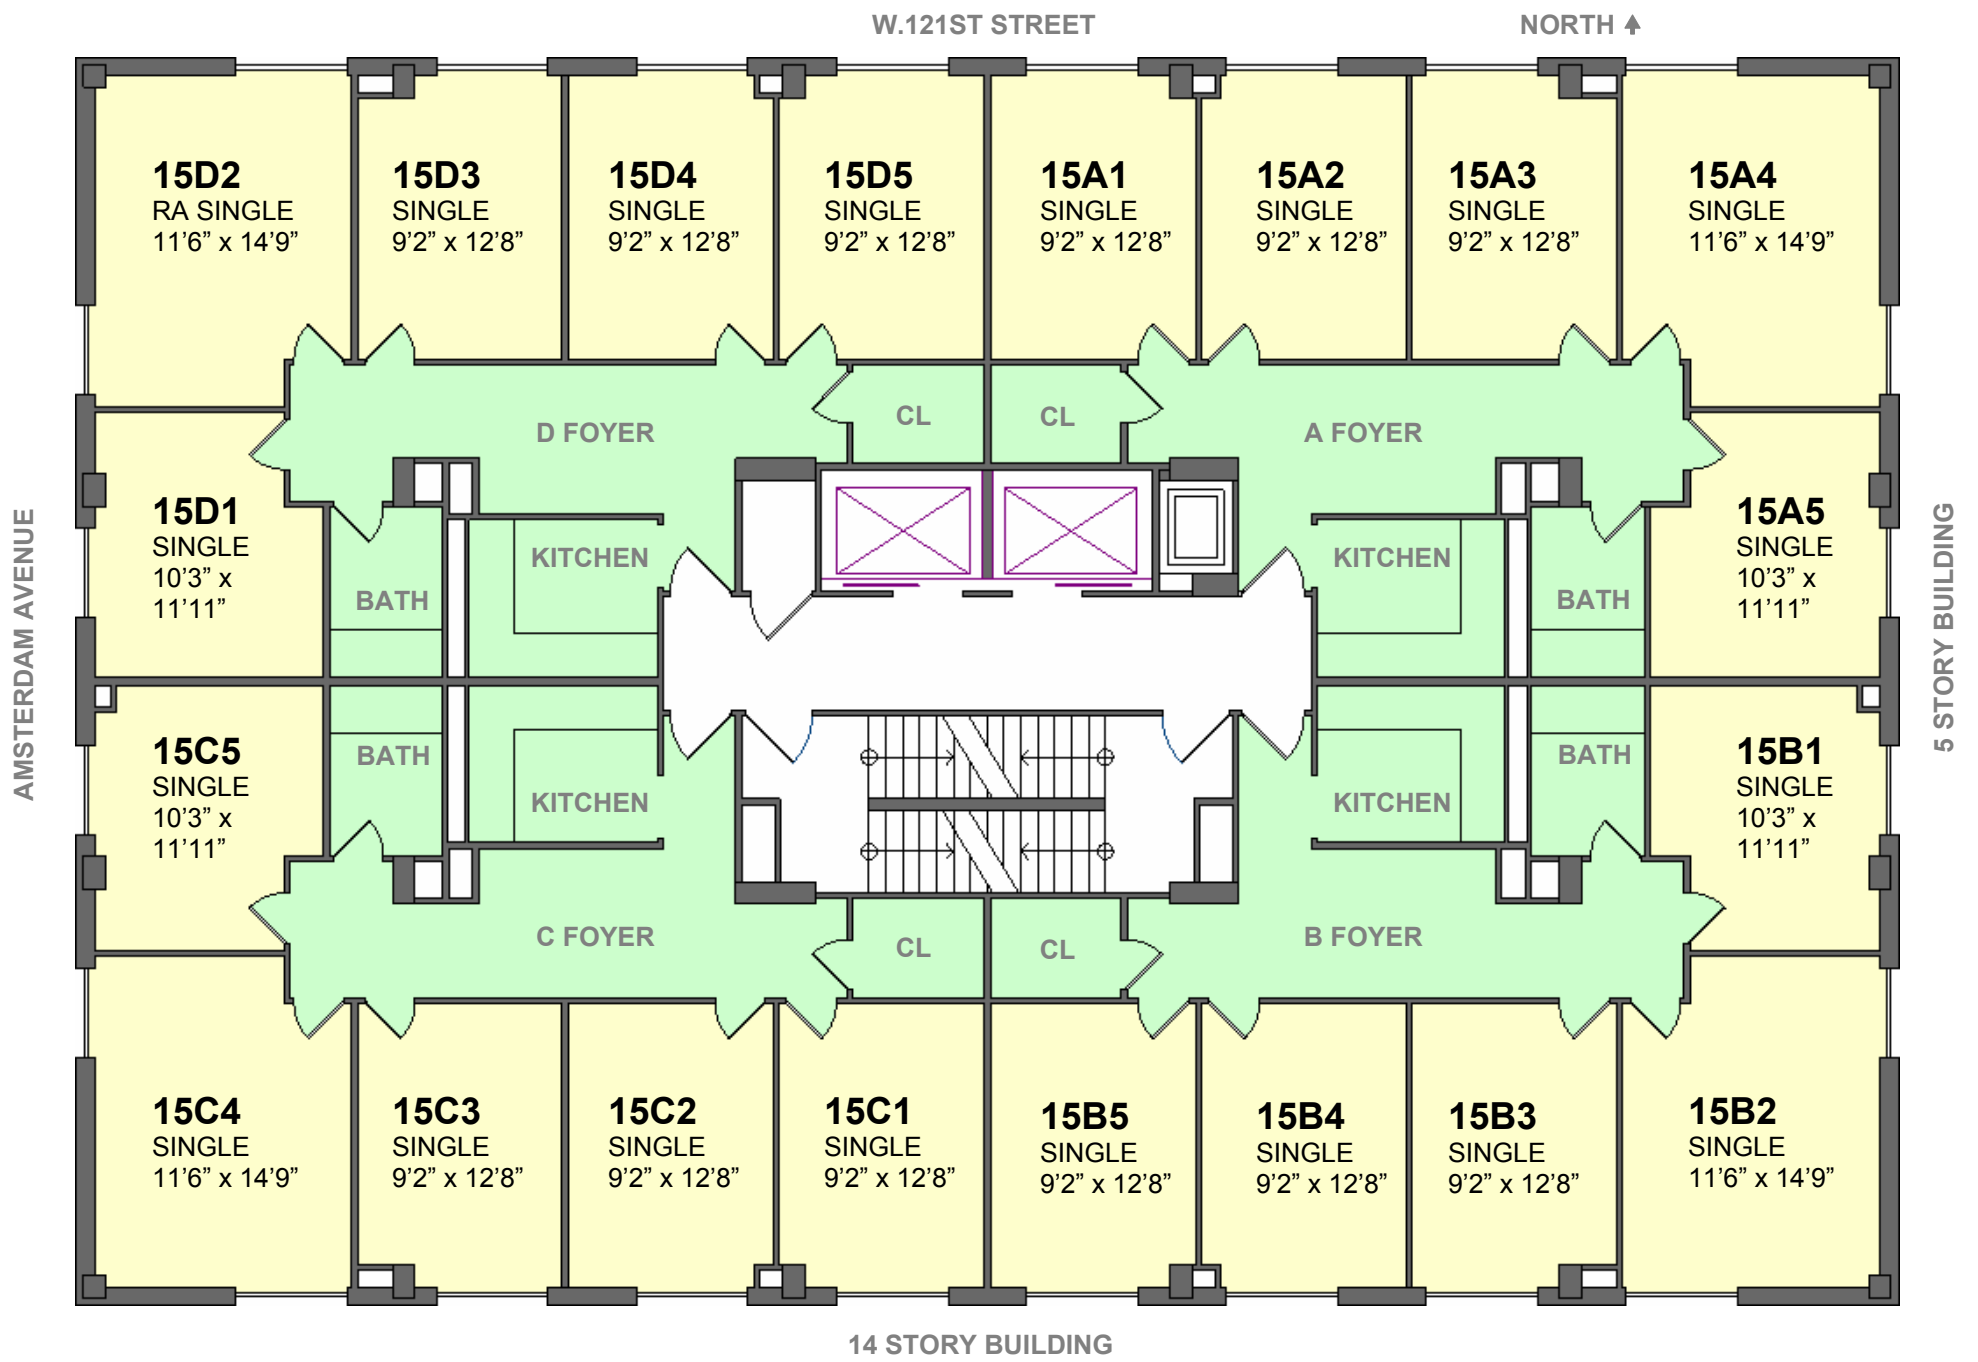 W.121ST STREET
NORTH
15D2
RA SINGLE
11’6” x 14’9”
15D3
SINGLE
9’2” x 12’8”
15D4
SINGLE
9’2” x 12’8”
15D5
SINGLE
9’2” x 12’8”
15A1
SINGLE
9’2” x 12’8”
15A2
SINGLE
9’2” x 12’8”
15A3
SINGLE
9’2” x 12’8”
15A4
SINGLE
11’6” x 14’9”
D FOYER
CL
CL
A FOYER
AMSTERDAM AVENUE
15D1
SINGLE
10’3” x
11’11”
BATH
KITCHEN
KITCHEN
BATH
15A5
SINGLE
10’3” x
11’11”
5 STORY BUILDING
15C5
SINGLE
10’3” x
11’11”
BATH
KITCHEN
KITCHEN
BATH
15B1
SINGLE
10’3” x
11’11”
C FOYER
CL
CL
B FOYER
15C4
SINGLE
11’6” x 14’9”
15C3
SINGLE
9’2” x 12’8”
15C2
SINGLE
9’2” x 12’8”
15C1
SINGLE
9’2” x 12’8”
15B5
SINGLE
9’2” x 12’8”
15B4
SINGLE
9’2” x 12’8”
15B3
SINGLE
9’2” x 12’8”
15B2
SINGLE
11’6” x 14’9”
14 STORY BUILDING